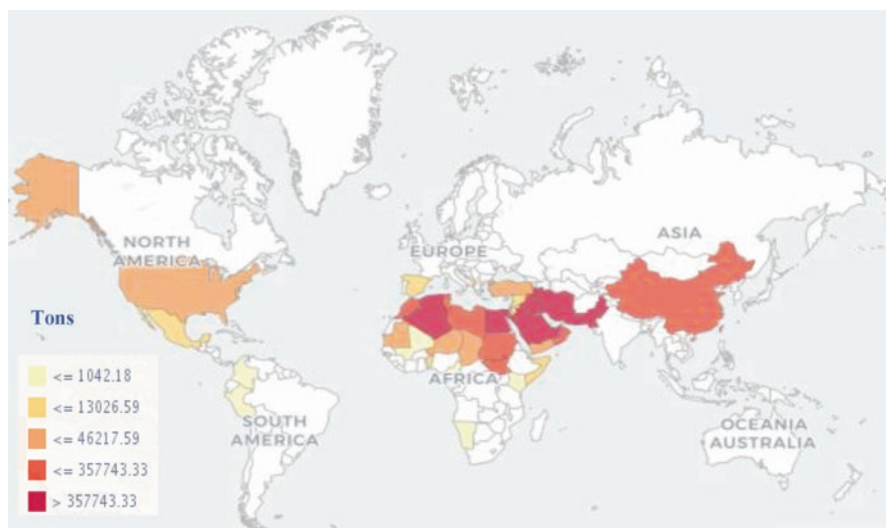 NORTH
AMERICA
EUROPE
ASIA
AFRICA
SOUTH
AMERICA
OCEANIA
AUSTRALIA
Tons
<= 1042.18
<= 13026.59
<= 46217.59
<= 357743.33
> 357743.33